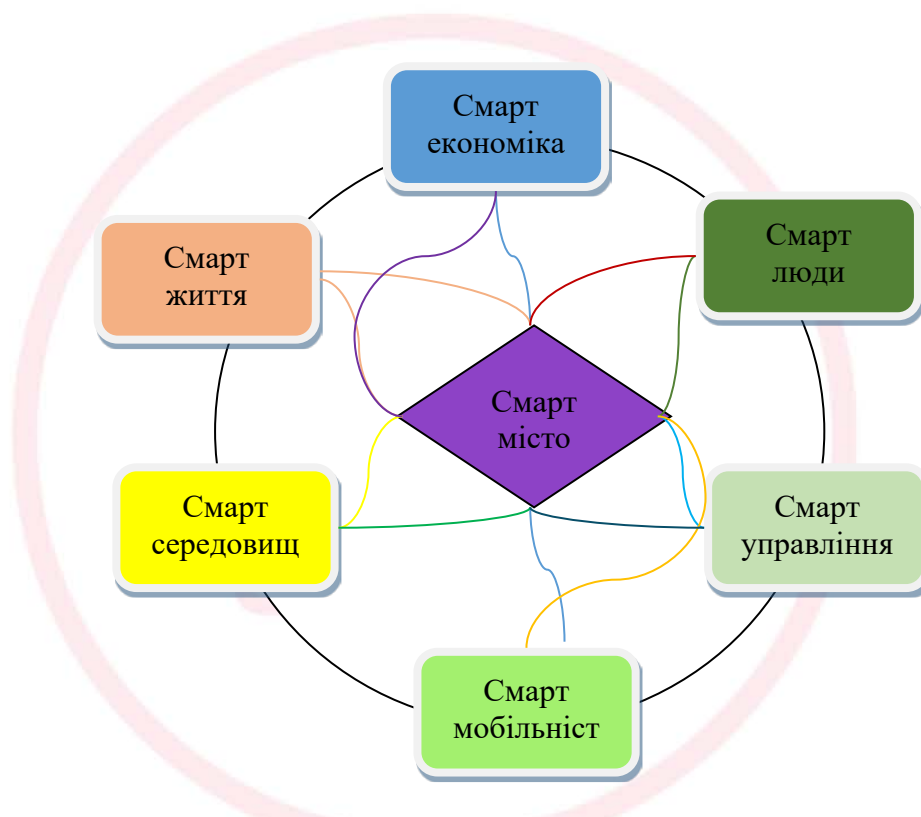 Смарт
економіка
Смарт
життя
Смарт
люди
Смарт
місто
Смарт
середовищ
Смарт
управління
Смарт
мобільніст